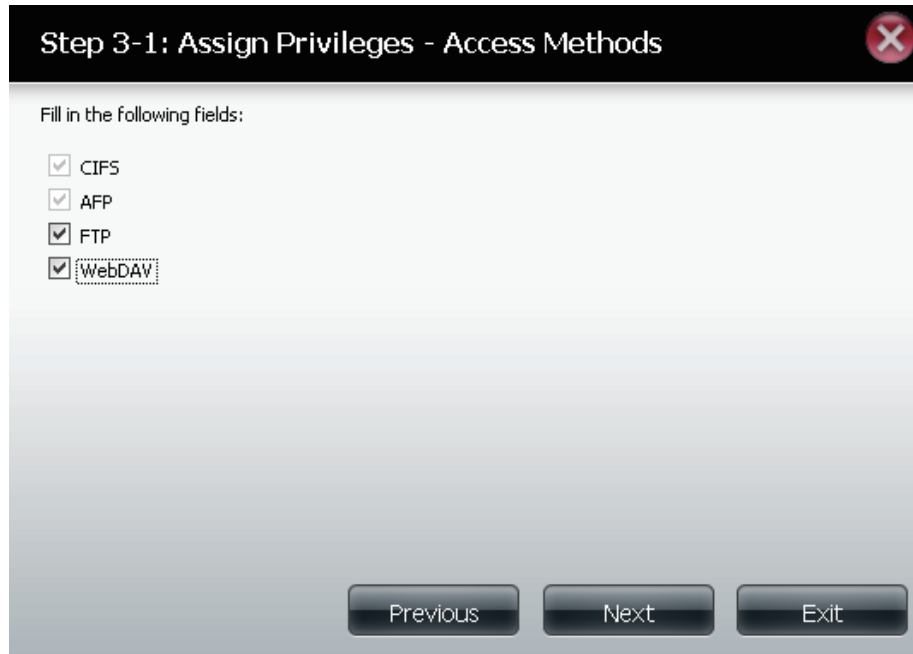 Step 3-1: Assign Privileges - Access Methods
Fill in the following fields:
CIFS
AFP
FTP
WebDAV
Previous Next Exit